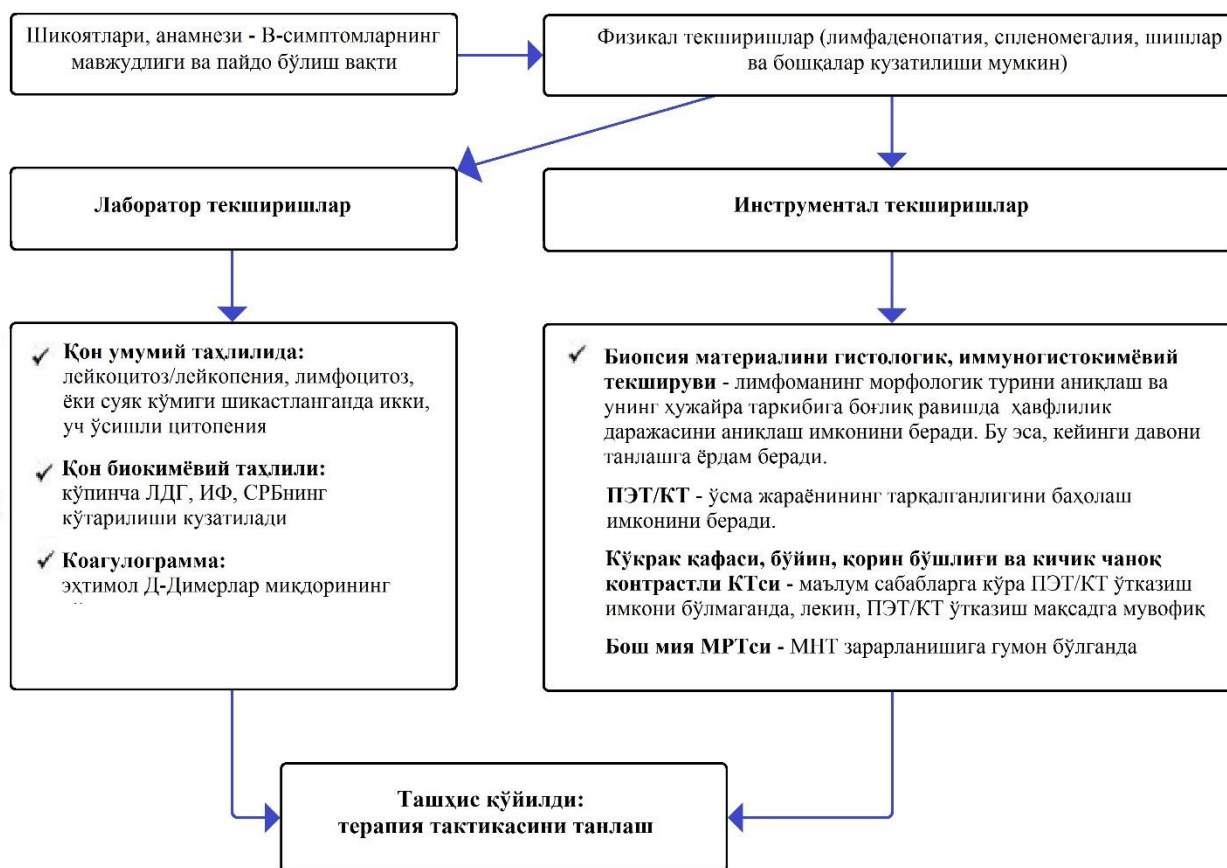 Шикоятлари, анамнези - В-симптомларнинг
мавжудлиги ва пайдо бўлиш вақти
Физикал текширишлар (лимфаденопатия, спленомегалия, шишлар
ва бошқалар кузатилиши мумкин)
Лаборатор текширишлар
Инструментал текширишлар
Қон умумий таҳлилида:
лейкоцитоз/лейкопения, лимфоцитоз,
ёки суяк кўмиги шикастланганда икки,
уч ўсишли цитопения
Қон биокимёвий таҳлили:
кўпинча ЛДГ, ИФ, СРБнинг
кўтарилиши кузатилади
Коагулограмма:
эҳтимол Д-Димерлар миқдорининг
Биопсия материалини гистологик, иммуногистокимёвий
текшируви - лимфоманинг морфологик турини аниқлаш ва
унинг ҳужайра таркибига боғлиқ равишда ҳавфлилик
даражасини аниқлаш имконини беради. Бу эса, кейинги давони
танлашга ёрдам беради.
ПЭТ/КТ - ўсма жараёнининг тарқалганлигини баҳолаш
имконини беради.
Кўкрак қафаси, бўйин, қорин бўшлиғи ва кичик чаноқ
контрастли КТси - маълум сабабларга кўра ПЭТ/КТ ўтказиш
имкони бўлмаганда, лекин, ПЭТ/КТ ўтказиш мақсадга мувофиқ
Бош мия МРТси - МНТ зарарланишига гумон бўлганда
Ташҳис қўйилди:
терапия тактикасини танлаш